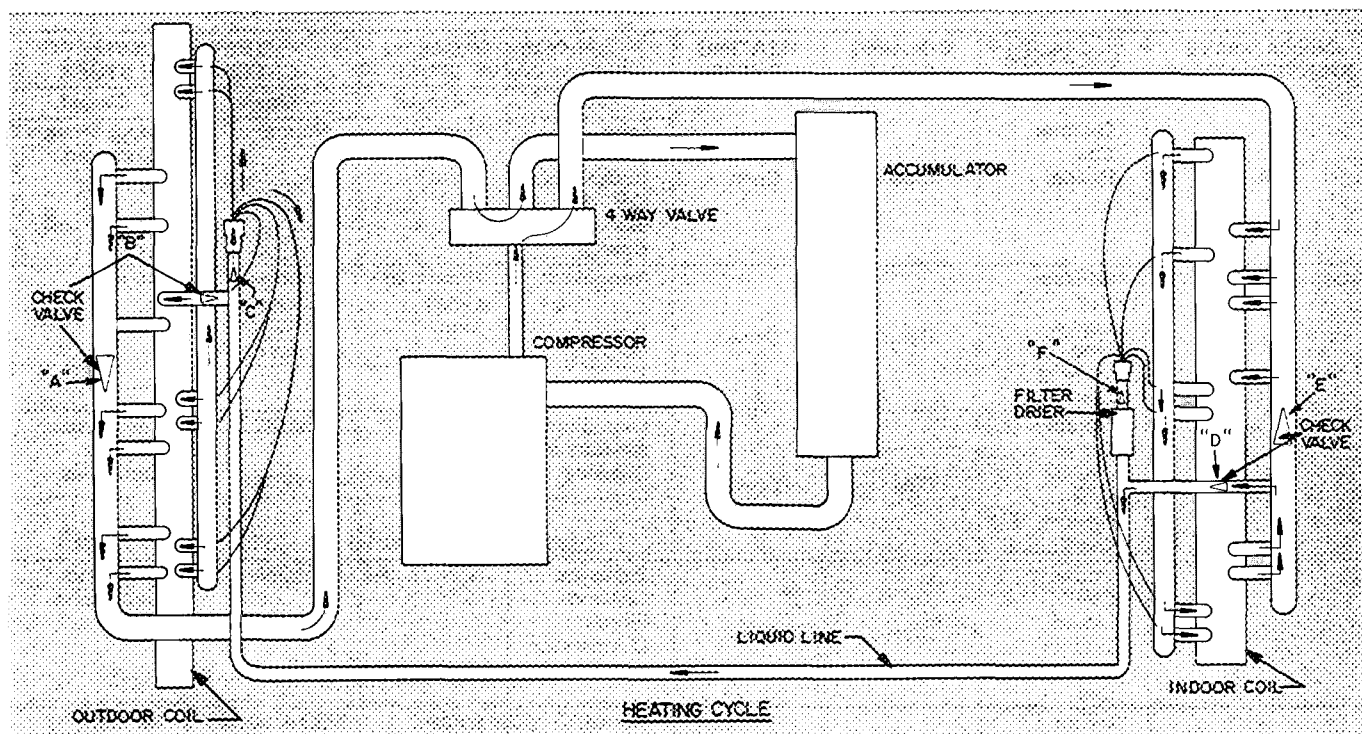 ACCUMULATOR
4 WAY VALVE
"B"
CHECK
VALVE
"C"
"A"
COMPRESSOR
"F"
FILTER
DRIER
"E"
"D"
CHECK
VALVE
LIQUID LINE
OUTDOOR COIL
HEATING CYCLE
INDOOR COIL